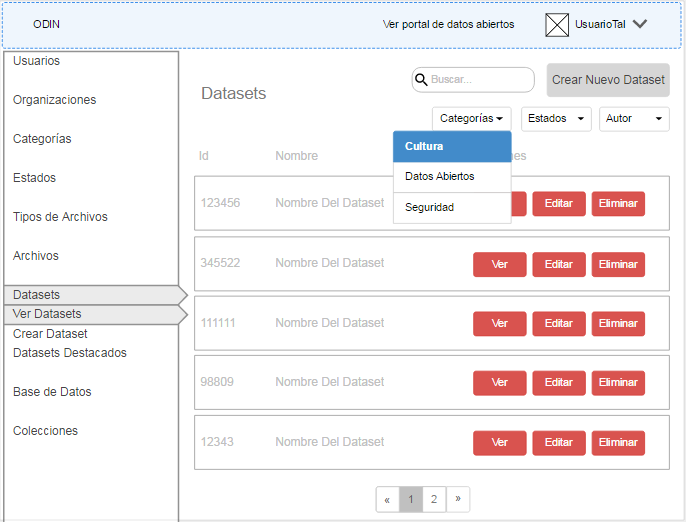 ODIN
Ver portal de datos abiertos
UsuarioTal
Usuarios
Organizaciones
Categorías
Estados
Tipos de Archivos
Archivos
Datasets
Ver Datasets
Crear Dataset
Datasets Destacados
Base de Datos
Colecciones
Datasets
Buscar...
Crear Nuevo Dataset
Categorías
Estados
Autor
Cultura
Datos Abiertos
Seguridad
Id Nombre
123456 Nombre Del Dataset Editar Eliminar
345522 Nombre Del Dataset Ver Editar Eliminar
111111 Nombre Del Dataset Ver Editar Eliminar
98809 Nombre Del Dataset Ver Editar Eliminar
12343 Nombre Del Dataset Ver Editar Eliminar
« 1 2 »